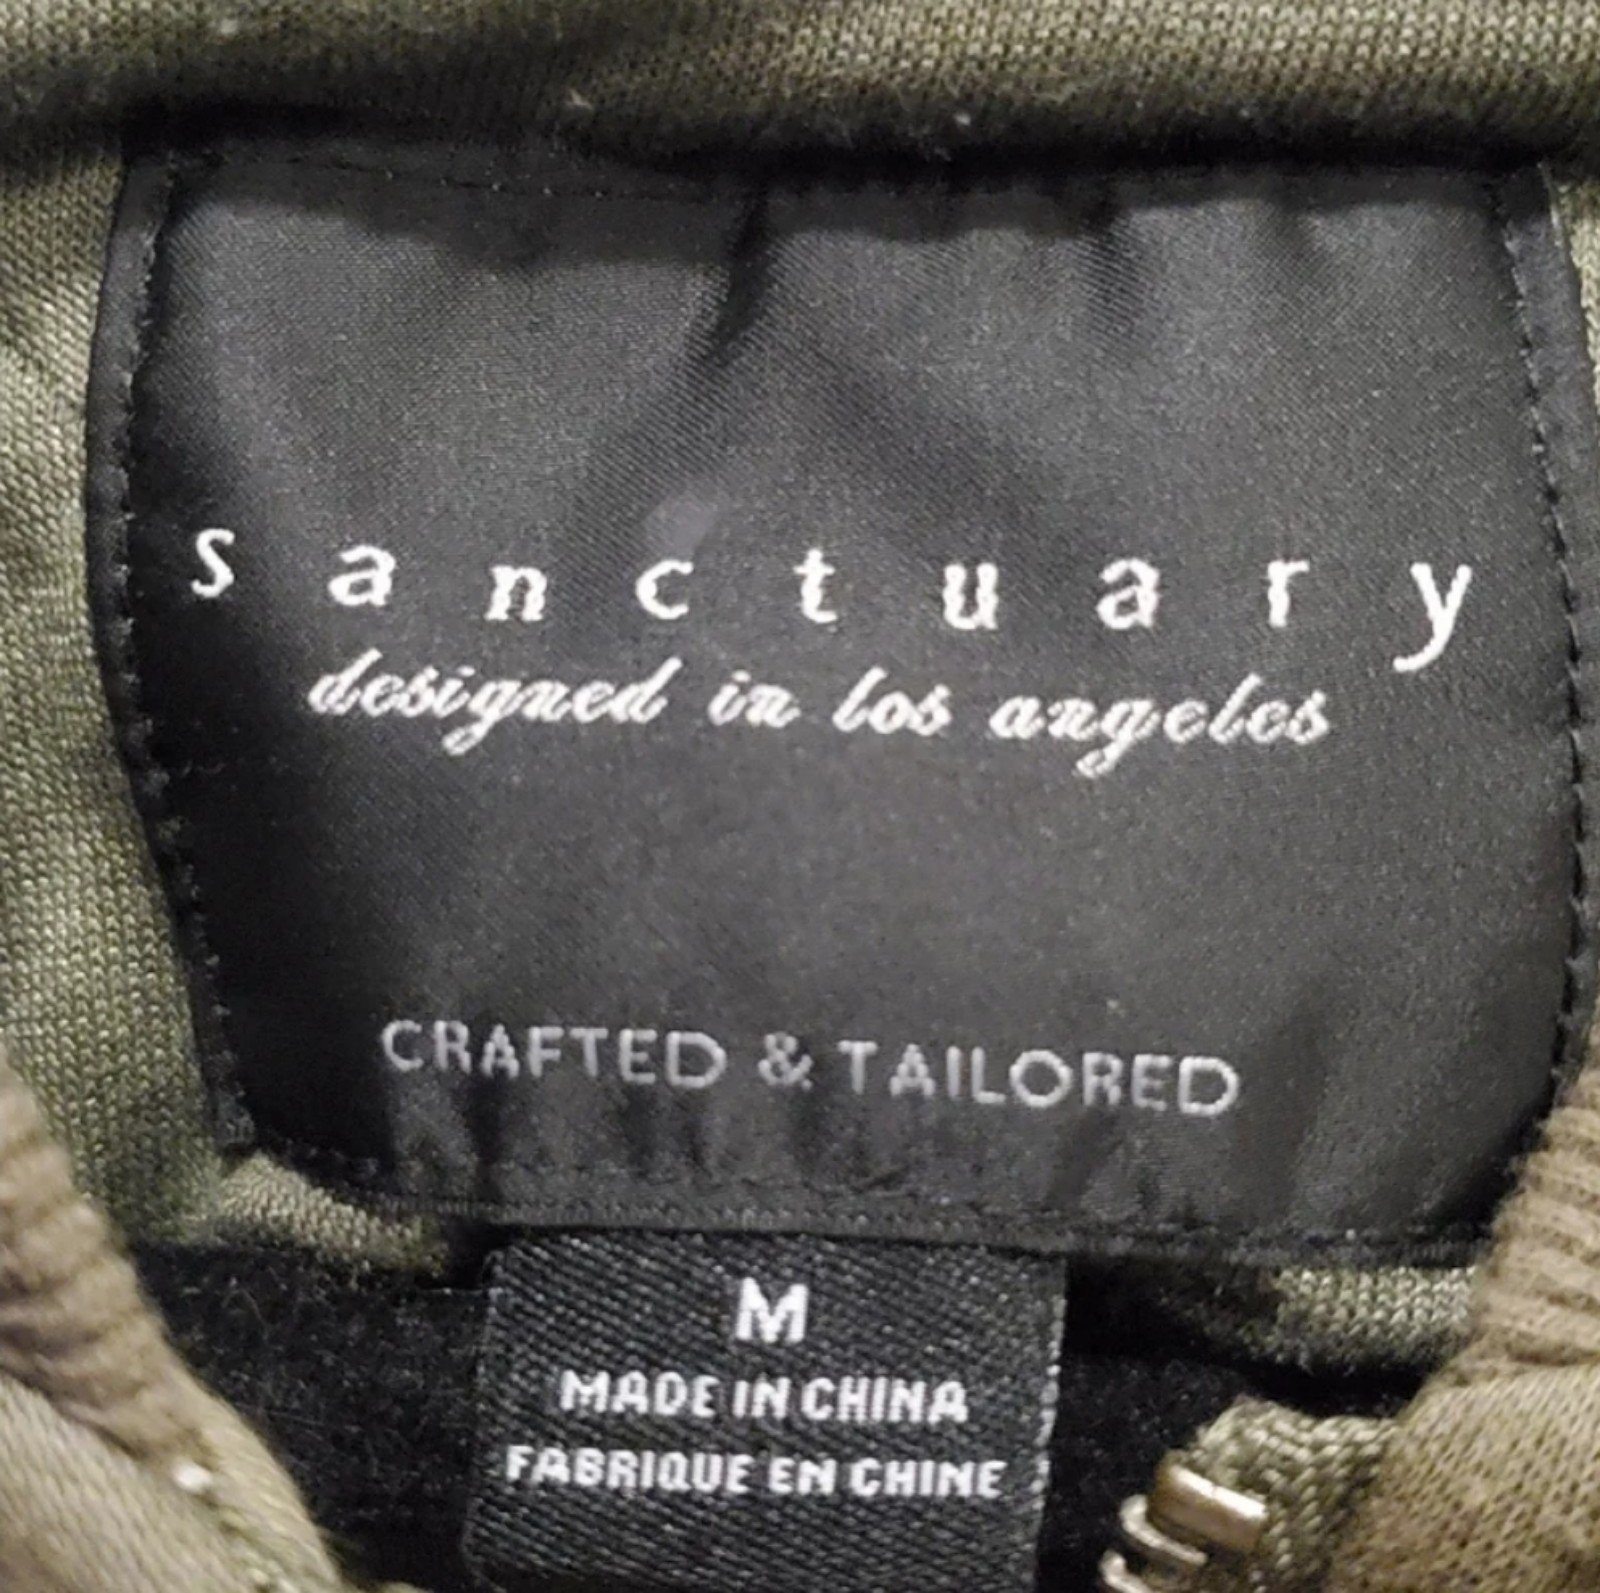 sanctuary
designed in los angeles
CRAFTED & TAILORED
M
MADE IN CHINA
FABRIQUE EN CHINE